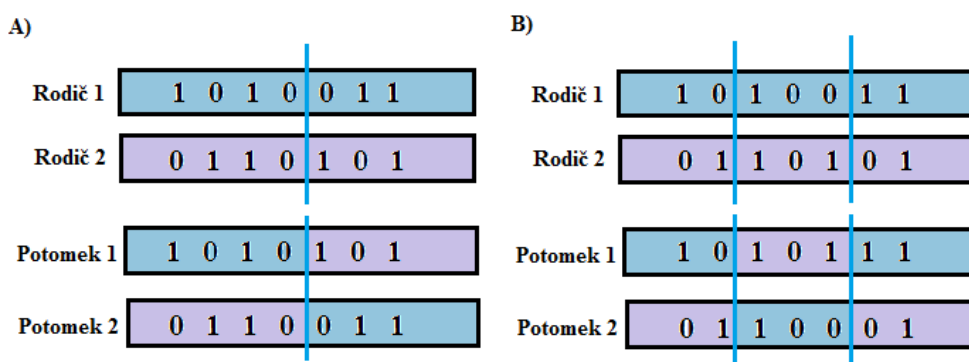 A)
Rodič 1 1 0 1 0 0 1 1
Rodič 2 0 1 1 0 1 0 1
Potomek 1 1 0 1 0 1 0 1
Potomek 2 0 1 1 0 0 1 1
B)
Rodič 1 1 0 1 0 0 1 1
Rodič 2 0 1 1 0 1 0 1
Potomek 1 1 0 1 0 1 1 1
Potomek 2 0 1 1 0 0 0 1